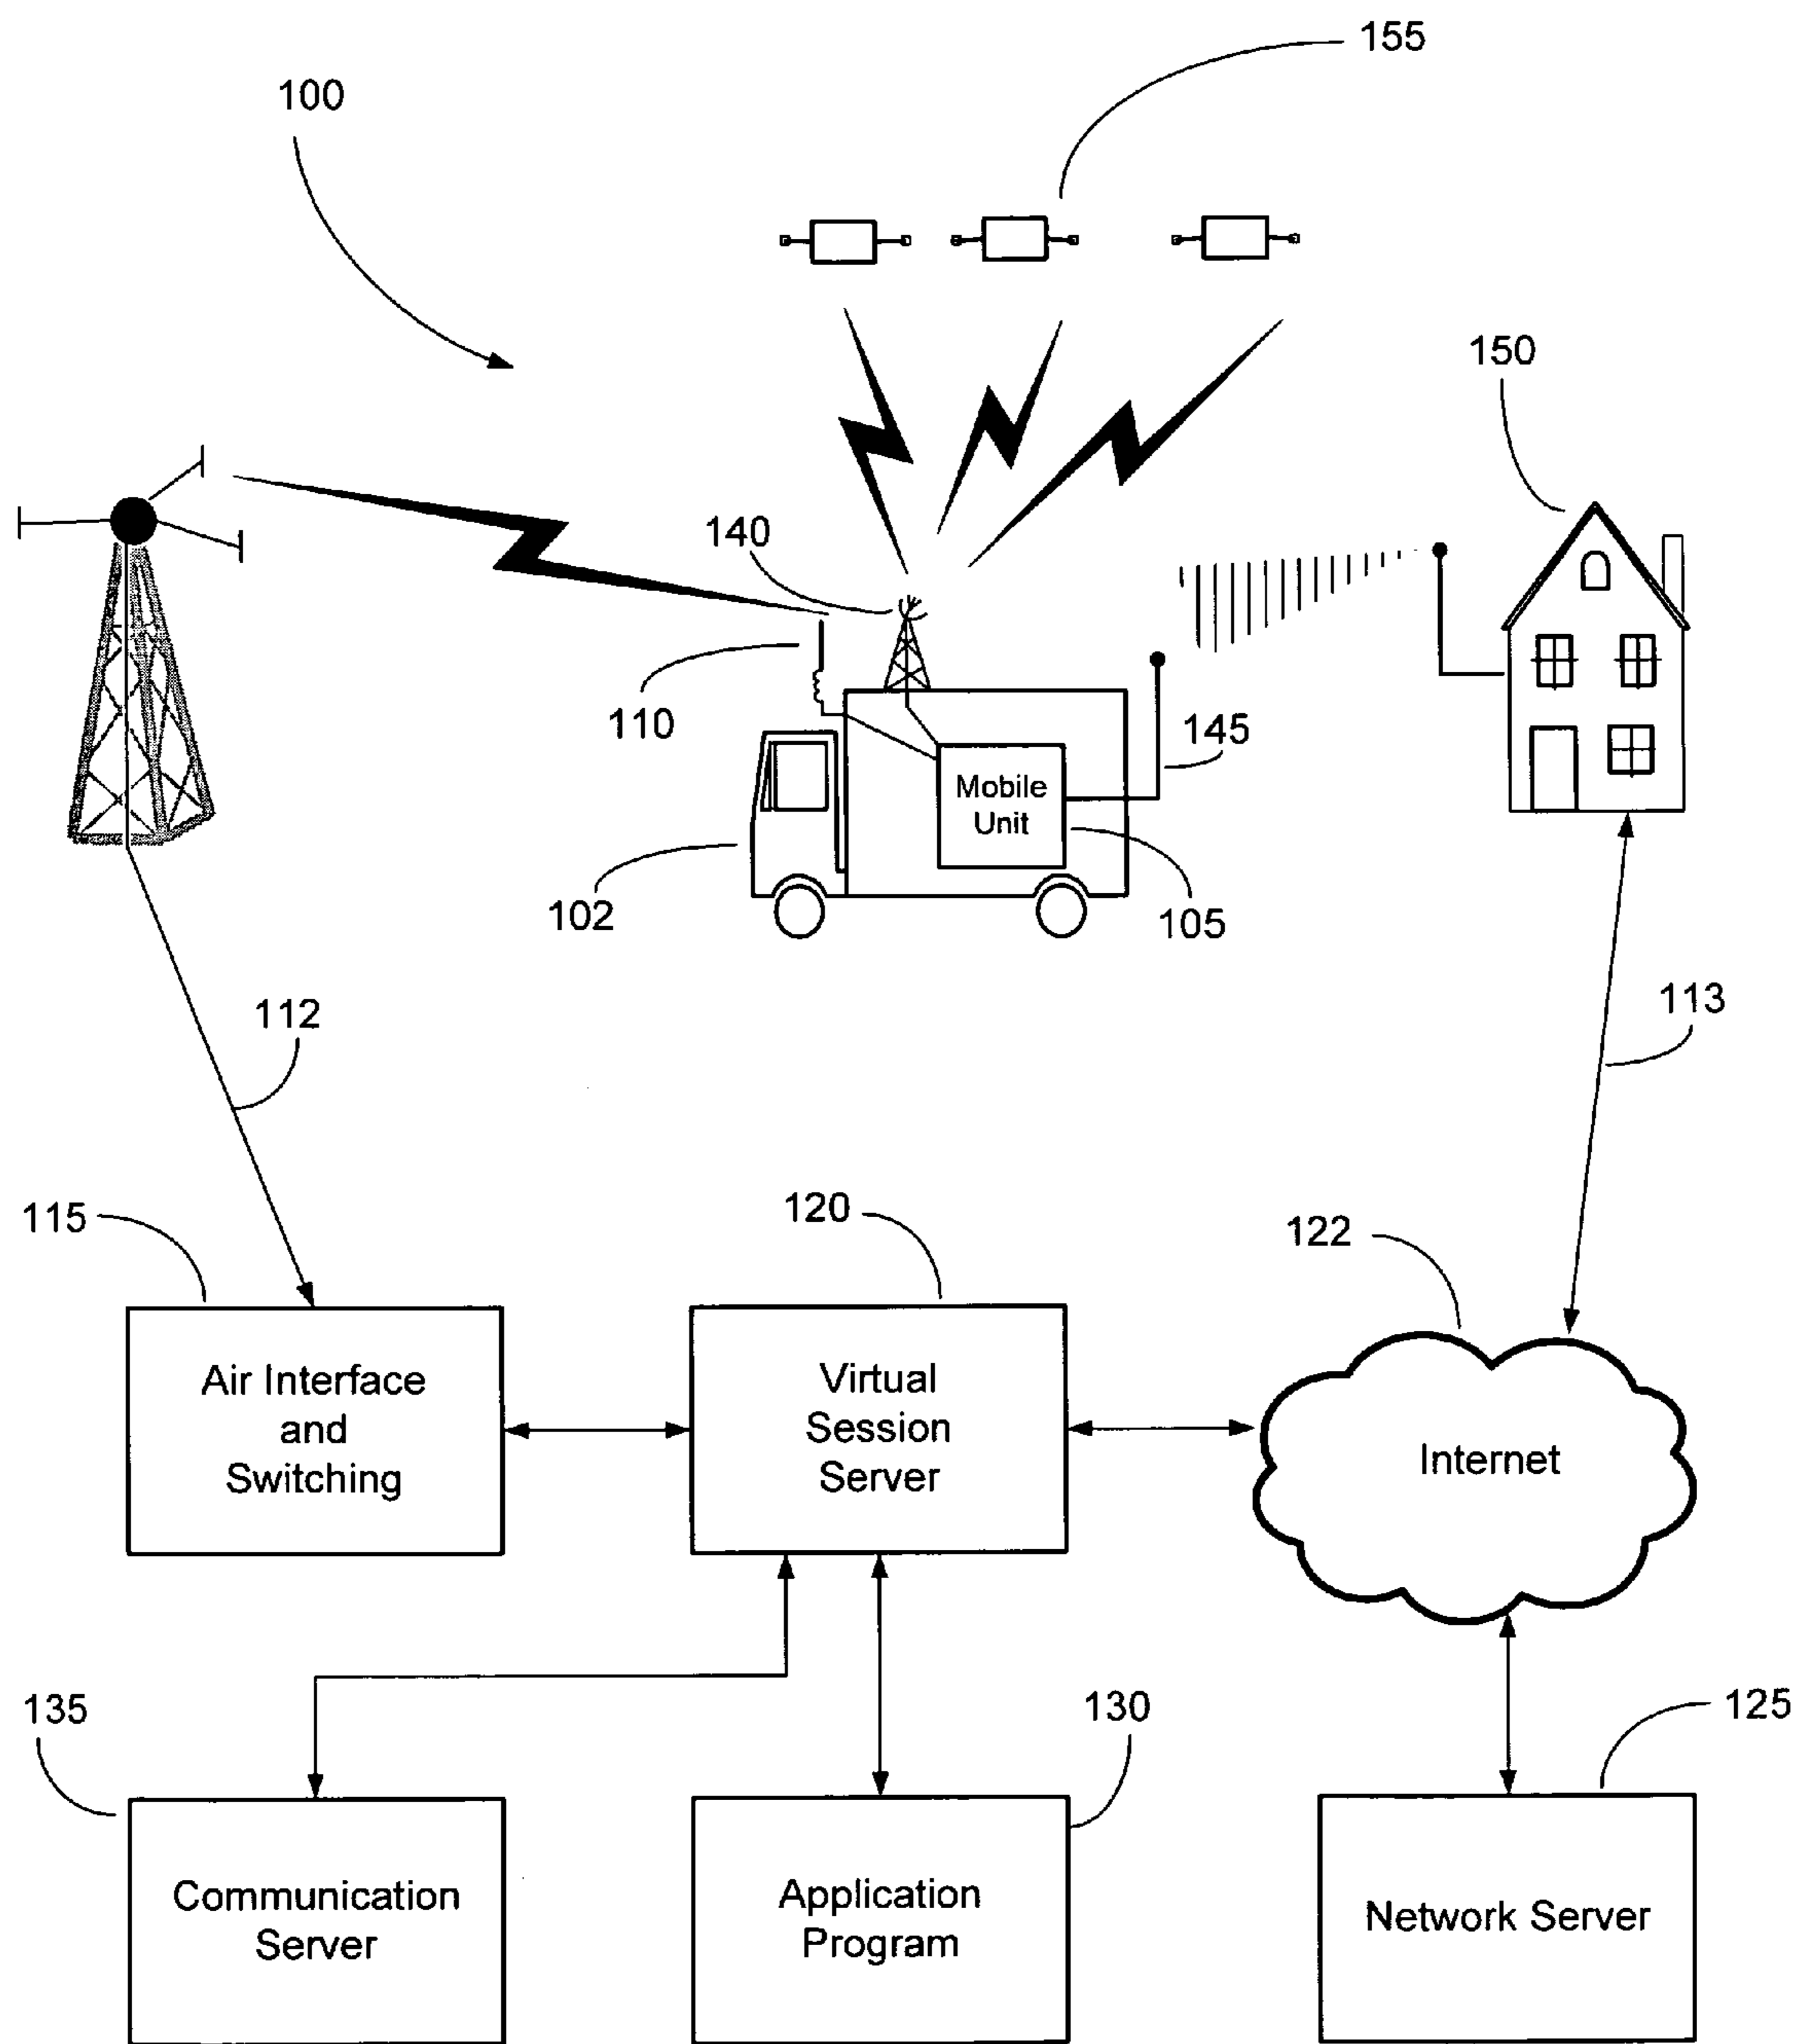 155
100
150
140
110
Mobile
Unit
145
102
105
112
113
115
120
122
Air Interface
and
Switching
Virtual
Session
Server
Internet
135
130
125
Communication
Server
Application
Program
Network Server